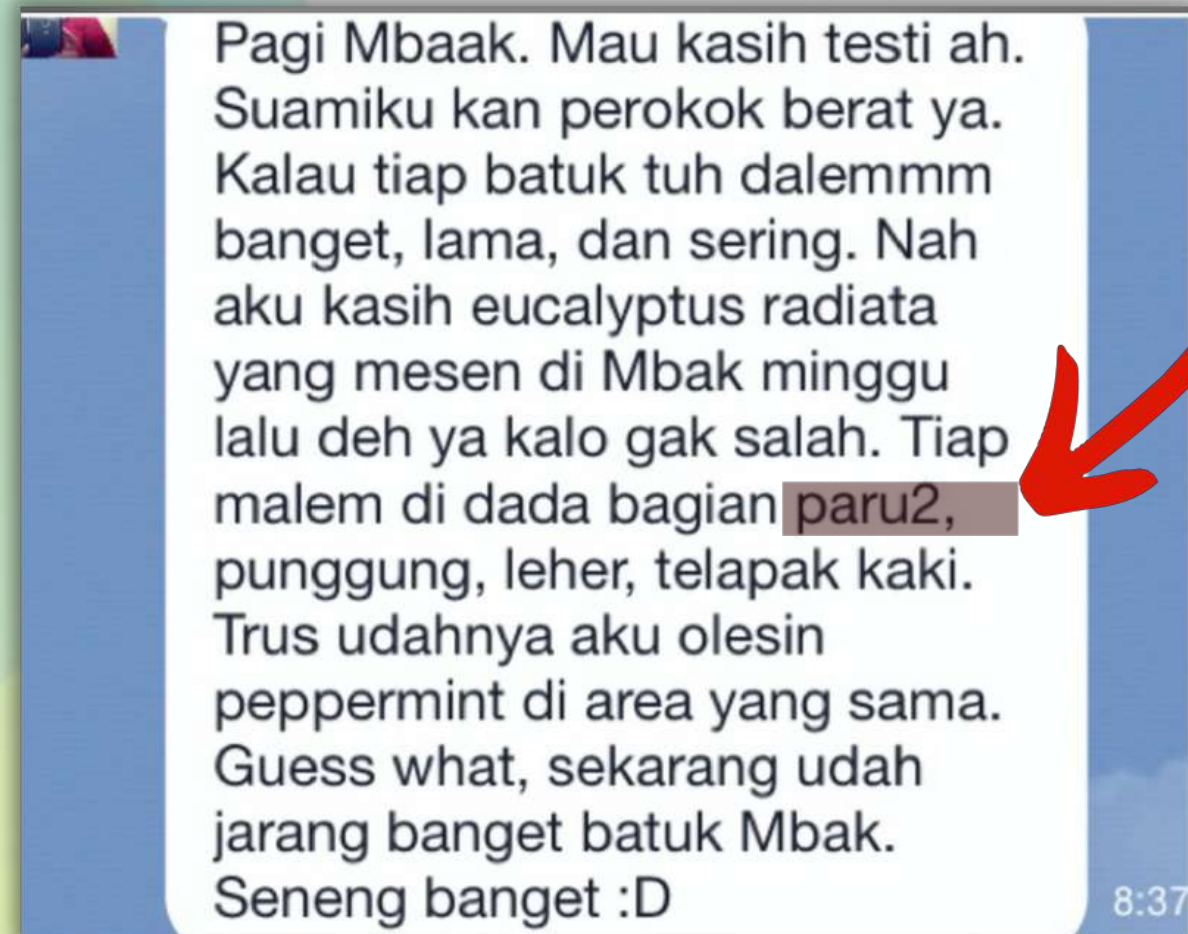 Pagi Mbaak. Mau kasih testi ah.
Suamiku kan perokok berat ya.
Kalau tiap batuk tuh dalemmm
banget, lama, dan sering. Nah
aku kasih eucalyptus radiata
yang mesen di Mbak minggu
lalu deh ya kalo gak salah. Tiap
malem di dada bagian paru2,
punggung, leher, telapak kaki.
Trus udahnya aku olesin
peppermint di area yang sama.
Guess what, sekarang udah
jarang banget batuk Mbak.
Seneng banget :D
8:37